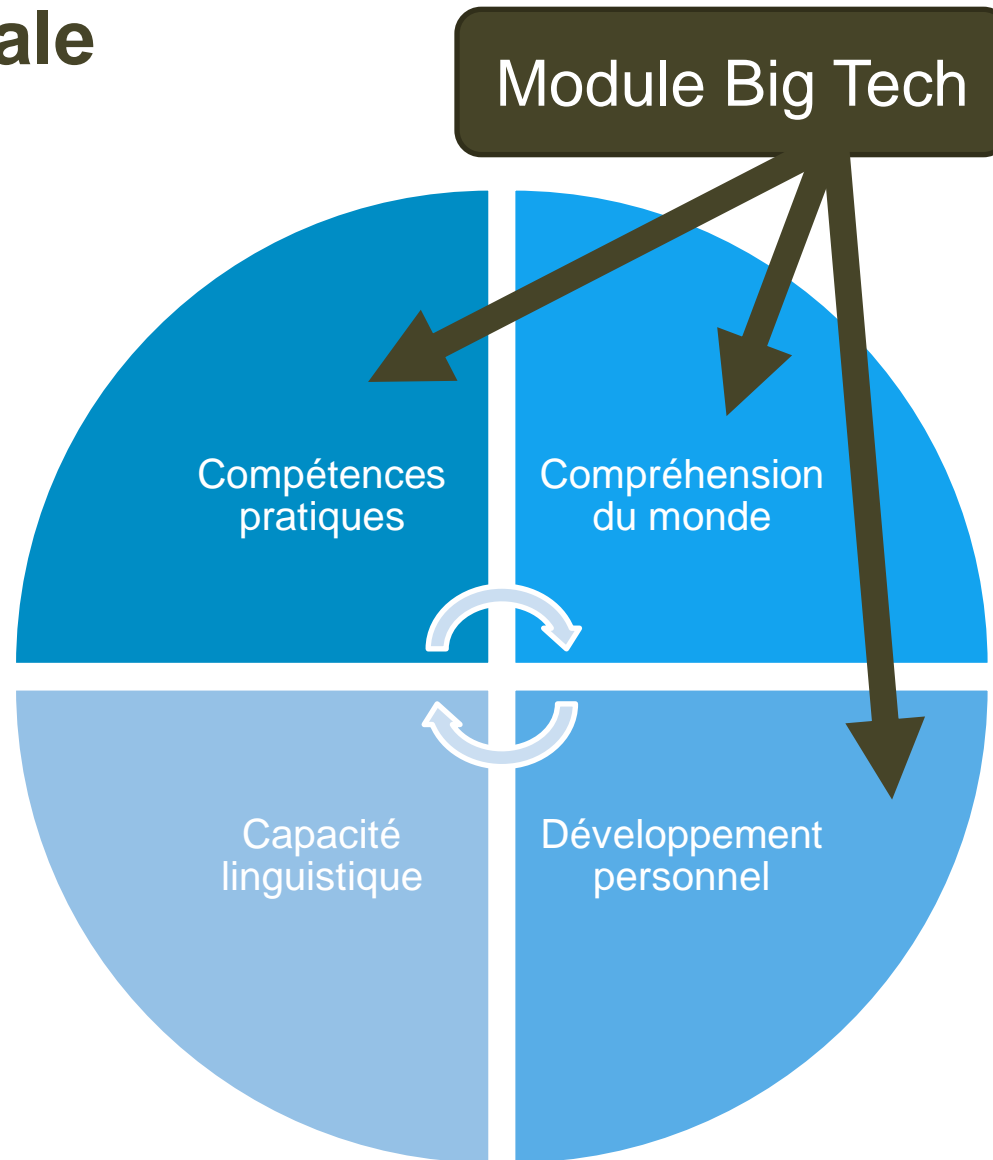 ale
Module Big Tech
Compétences
pratiques
Compréhension
du monde
Capacité
linguistique
Développement
personnel